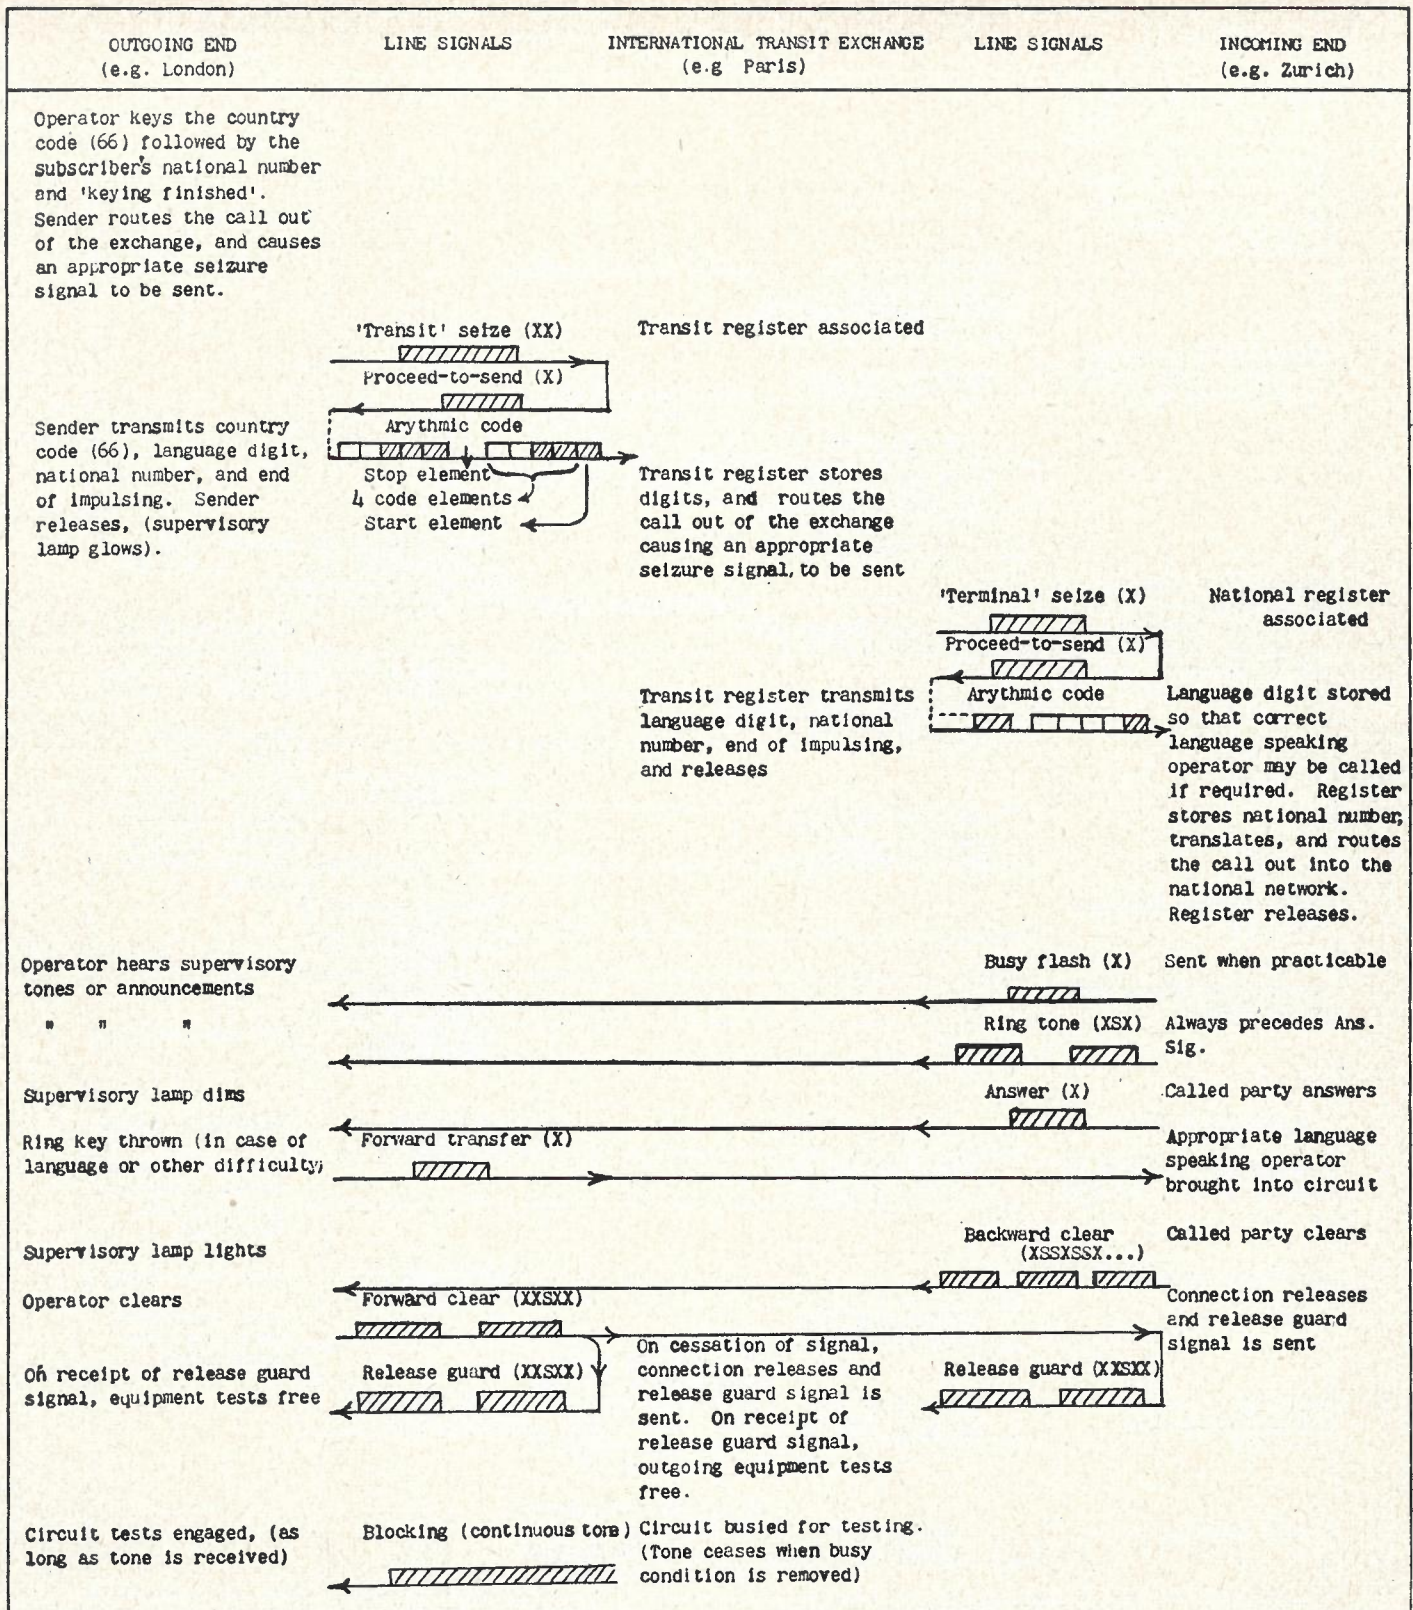 OUTGOING END
(e.g. London)
LINE SIGNALS
INTERNATIONAL TRANSIT EXCHANGE
(e.g Paris)
LINE SIGNALS
INCOMING END
(e.g. Zurich)
Operator keys the country
code (66) followed by the
subscriber's national number
and 'keying finished'.
Sender routes the call out
of the exchange, and causes
an appropriate seizure
signal to be sent.
'Transit' seize (XX)
Transit register associated
Proceed-to-send (X)
Sender transmits country
code (66), language digit,
national number, and end
of impulsing. Sender
releases, (supervisory
lamp glows).
Arythmic code
Stop element
4 code elements
Start element
Transit register stores
digits, and routes the
call out of the exchange
causing an appropriate
seizure signal, to be sent
'Terminal' seize (X)
National register
associated
Proceed-to-send (X)
Transit register transmits
language digit, national
number, end of impulsing,
and releases
Arythmic code
Language digit stored
so that correct
language speaking
operator may be called
if required. Register
stores national number,
translates, and routes
the call out into the
national network.
Register releases.
Operator hears supervisory
tones or announcements
Busy flash (X)
Sent when practicable
" " "
Ring tone (XSX)
Always precedes Ans.
Sig.
Supervisory lamp dims
Answer (X)
Called party answers
Ring key thrown (in case of
language or other difficulty)
Forward transfer (X)
Appropriate language
speaking operator
brought into circuit
Supervisory lamp lights
Backward clear
(XSSXSSX...)
Called party clears
Operator clears
Forward clear (XXSXX)
Connection releases
and release guard
signal is sent
On receipt of release guard
signal, equipment tests free
Release guard (XXSXX)
On cessation of signal,
connection releases and
release guard signal is
sent. On receipt of
release guard signal,
outgoing equipment tests
free.
Release guard (XXSXX)
Circuit tests engaged, (as
long as tone is received)
Blocking (continuous tone)
Circuit busied for testing.
(Tone ceases when busy
condition is removed)